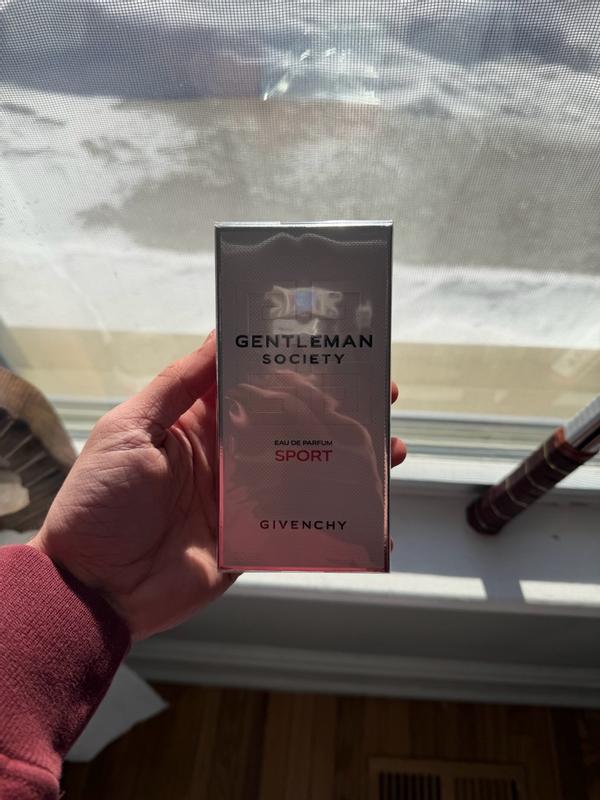 GENTLEMAN
SOCIETY
EAU DE PARFUM
SPORT
GIVENCHY